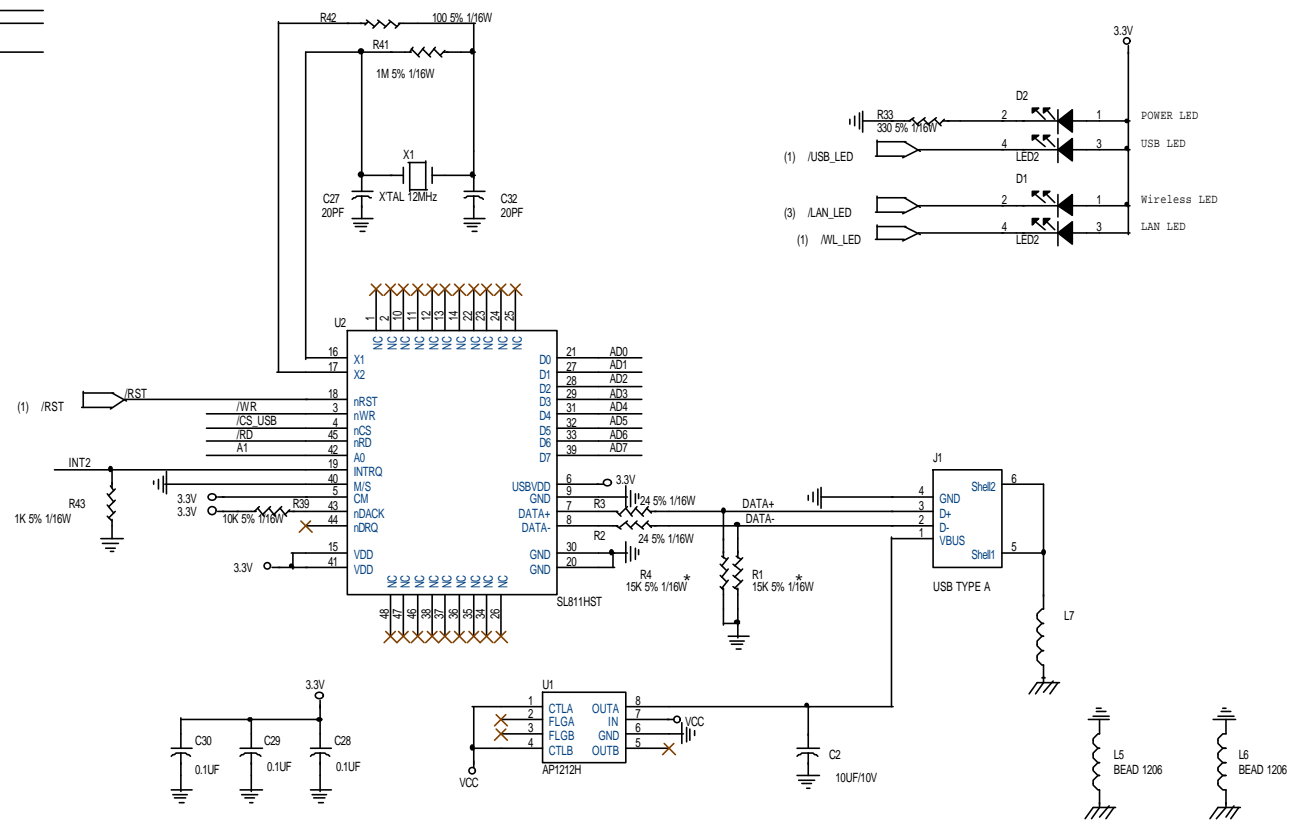 R42 100 5% 1/16W
R41
1M 5% 1/16W
X1
C27
20PF
X'TAL 12MHz
C32
20PF
3.3V
D2
R33
330 5% 1/16W
2 1 POWER LED
(1) /USB_LED
4 3 USB LED
LED2
D1
2 1 Wireless LED
(3) /LAN_LED
4 3 LAN LED
(1) /WL_LED
LED2
U2
1 2 10 11 12 13 14 22 23 24 25
NC NC NC NC NC NC NC NC NC NC NC
16 X1
17 X2
(1) /RST
/RST 18 nRST
/WR 3 nWR
/CS_USB 4 nCS
/RD 45 nRD
A1 42 A0
INT2 19 INTRQ
40 M/S
3.3V 5 CM
3.3V R39 43 nDACK
10K 5% 1/16W
44 nDRQ
R43
1K 5% 1/16W
15 VDD
3.3V 41 VDD
D0 21 AD0
D1 27 AD1
D2 28 AD2
D3 29 AD3
D4 31 AD4
D5 32 AD5
D6 33 AD6
D7 39 AD7
USBVDD 6 3.3V
GND 9
DATA+ 7 R3 24 5% 1/16W DATA+
DATA- 8 DATA-
R2 24 5% 1/16W
GND 30
GND 20
NC NC NC NC NC NC NC NC NC
48 47 46 38 37 36 35 34 26
SL811HST
R4
15K 5% 1/16W *
R1
15K 5% 1/16W *
J1
4 GND
3 D+
2 D-
1 VBUS
Shell2 6
Shell1 5
USB TYPE A
L7
3.3V
C30
0.1UF
C29
0.1UF
C28
0.1UF
U1
1 CTLA OUTA 8
2 FLGA IN 7 VCC
3 FLGB GND 6
4 CTLB OUTB 5
VCC
AP1212H
C2
10UF/10V
L5
BEAD 1206
L6
BEAD 1206